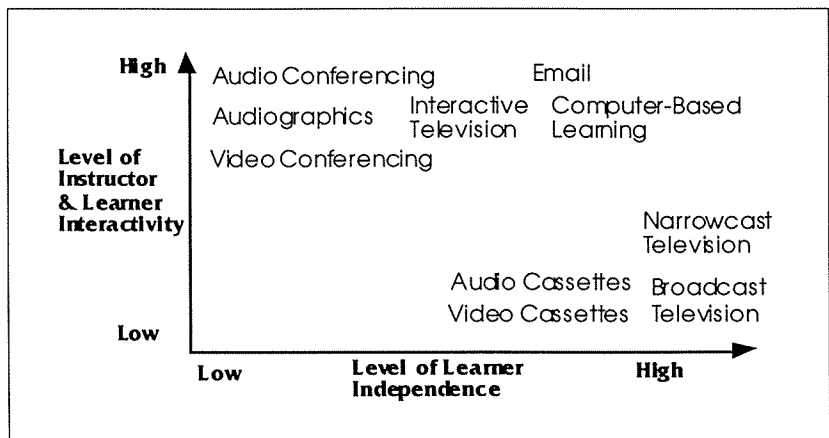 High
Audio Conferencing
Email
Audiographics
Interactive
Television
Computer-Based
Learning
Video Conferencing
Level of
Instructor
& Learner
Interactivity
Narrowcast
Television
Audio Cassettes
Video Cassettes
Broadcast
Television
Low
Low
Level of Learner
Independence
High